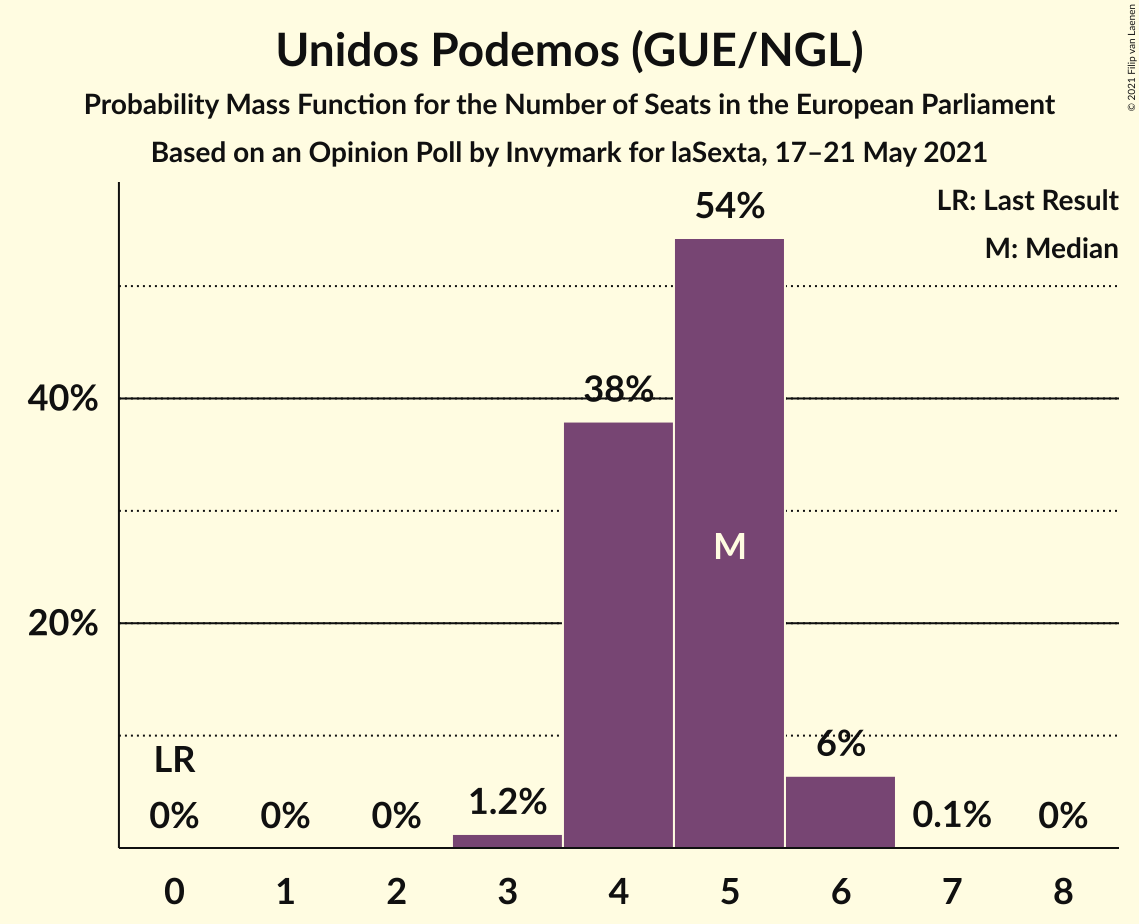 Unidos Podemos (GUE/NGL)
Probability Mass Function for the Number of Seats in the European Parliament
Based on an Opinion Poll by Invymark for laSexta, 17–21 May 2021
© 2021 Filip van Laenen
LR: Last Result
M: Median
54%
40%
38%
M
20%
LR
0%
0%
0%
1.2%
6%
0.1%
0%
0 1 2 3 4 5 6 7 8